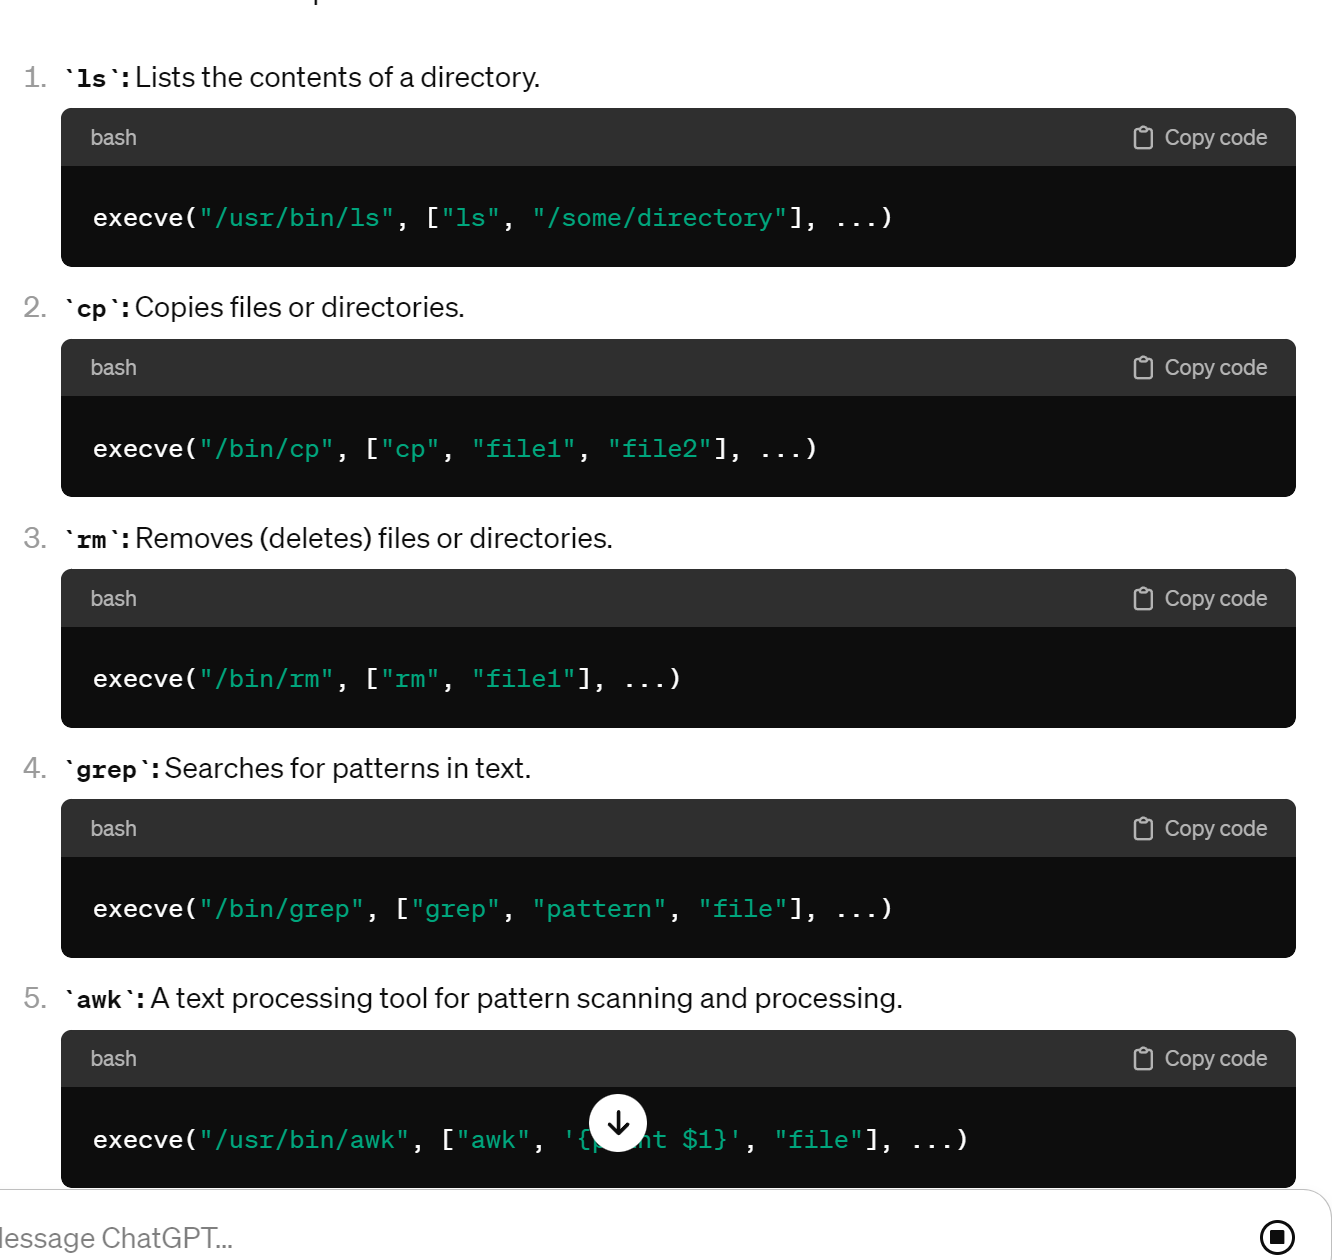 1. `ls`: Lists the contents of a directory.
bash Copy code
execve("/usr/bin/ls", ["ls", "/some/directory"], ...)
2. `cp`: Copies files or directories.
bash Copy code
execve("/bin/cp", ["cp", "file1", "file2"], ...)
3. `rm`: Removes (deletes) files or directories.
bash Copy code
execve("/bin/rm", ["rm", "file1"], ...)
4. `grep`: Searches for patterns in text.
bash Copy code
execve("/bin/grep", ["grep", "pattern", "file"], ...)
5. `awk`: A text processing tool for pattern scanning and processing.
bash Copy code
execve("/usr/bin/awk", ["awk", '{print $1}', "file"], ...)
Message ChatGPT...